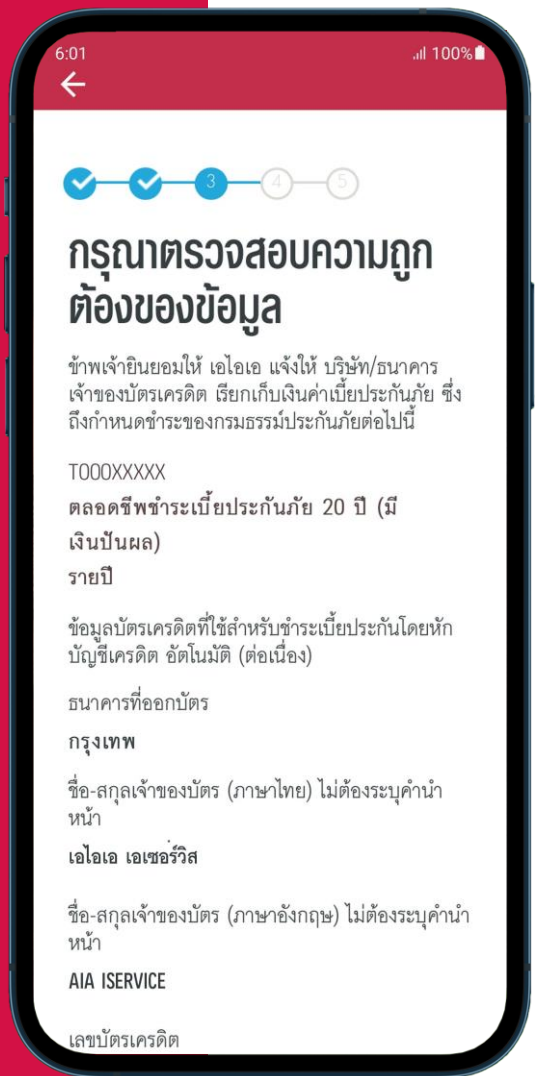 6:01
100%
3
4
5
กรุณาตรวจสอบความถูก
ต้องของข้อมูล
ข้าพเจ้ายินยอมให้ เอไอเอ แจ้งให้ บริษัท/ธนาคาร
เจ้าของบัตรเครดิต เรียกเก็บเงินค่าเบี้ยประกันภัย ซึ่ง
ถึงกำหนดชำระของกรมธรรม์ประกันภัยต่อไปนี้
T000XXXXX
ตลอดชีพชำระเบี้ยประกันภัย 20 ปี (มี
เงินปันผล)
รายปี
ข้อมูลบัตรเครดิตที่ใช้สำหรับชำระเบี้ยประกันโดยหัก
บัญชีเครดิต อัตโนมัติ (ต่อเนื่อง)
ธนาคารที่ออกบัตร
กรุงเทพ
ชื่อ-สกุลเจ้าของบัตร (ภาษาไทย) ไม่ต้องระบุคำนำ
หน้า
เอไอเอ เอเซอร์วิส
ชื่อ-สกุลเจ้าของบัตร (ภาษาอังกฤษ) ไม่ต้องระบุคำนำ
หน้า
AIA ISERVICE
เลขบัตรเครดิต